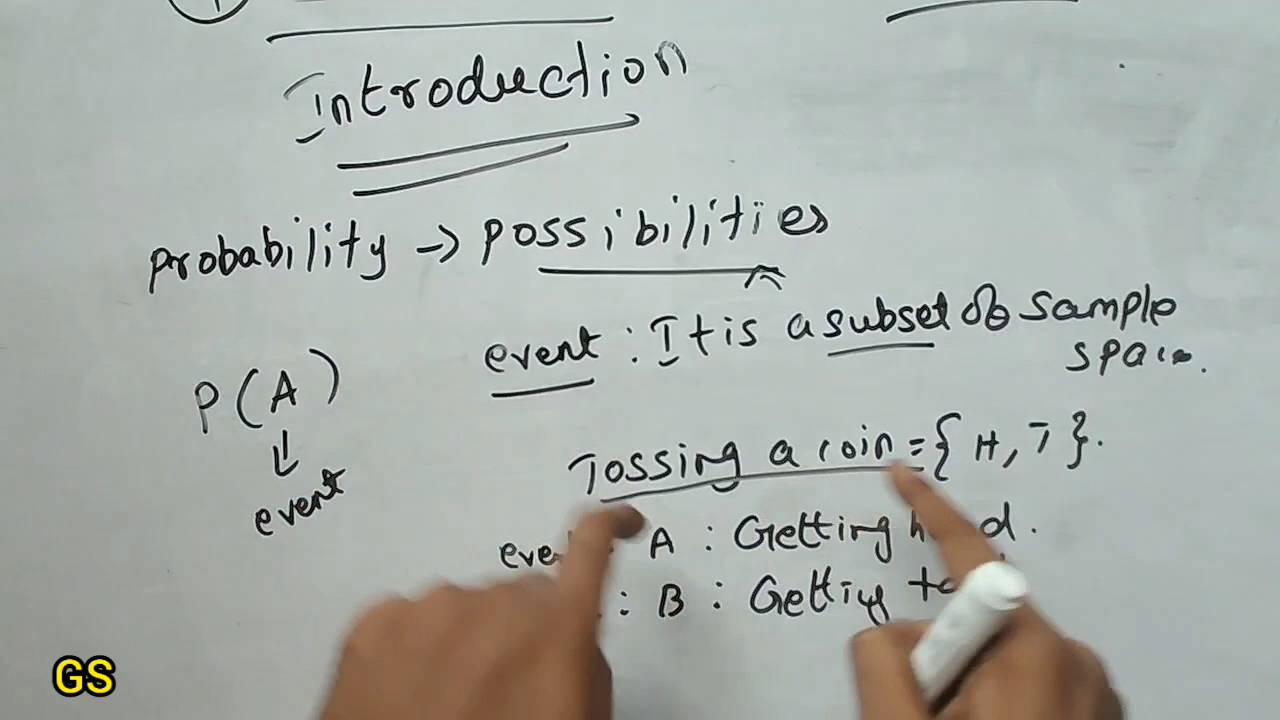 Introduction
probability → possibilities
event : It is a subset of sample
space.
P(A)
↓
event
Tossing a coin = {H, T}.
A : Getting
: B : Getting
GS